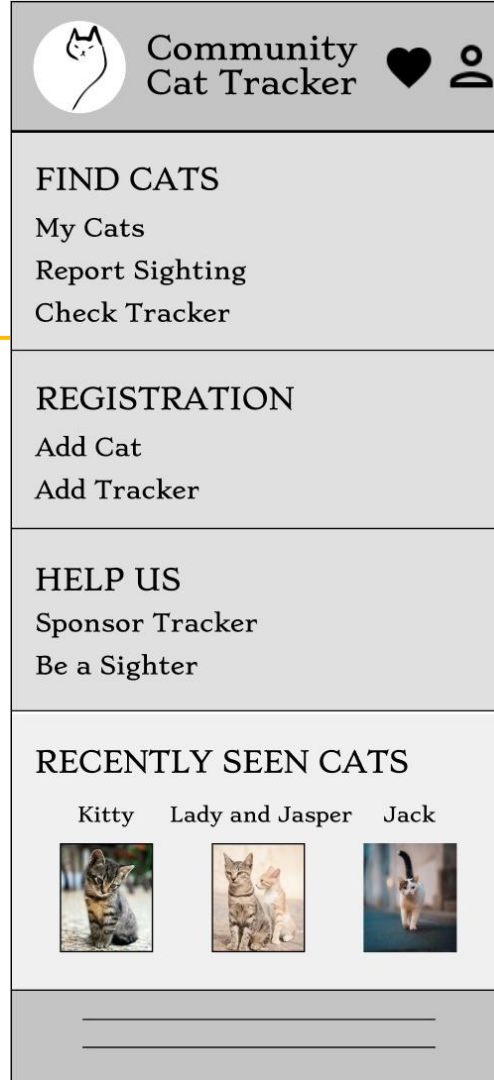 Community
Cat Tracker
FIND CATS
My Cats
Report Sighting
Check Tracker
REGISTRATION
Add Cat
Add Tracker
HELP US
Sponsor Tracker
Be a Sighter
RECENTLY SEEN CATS
Kitty Lady and Jasper Jack